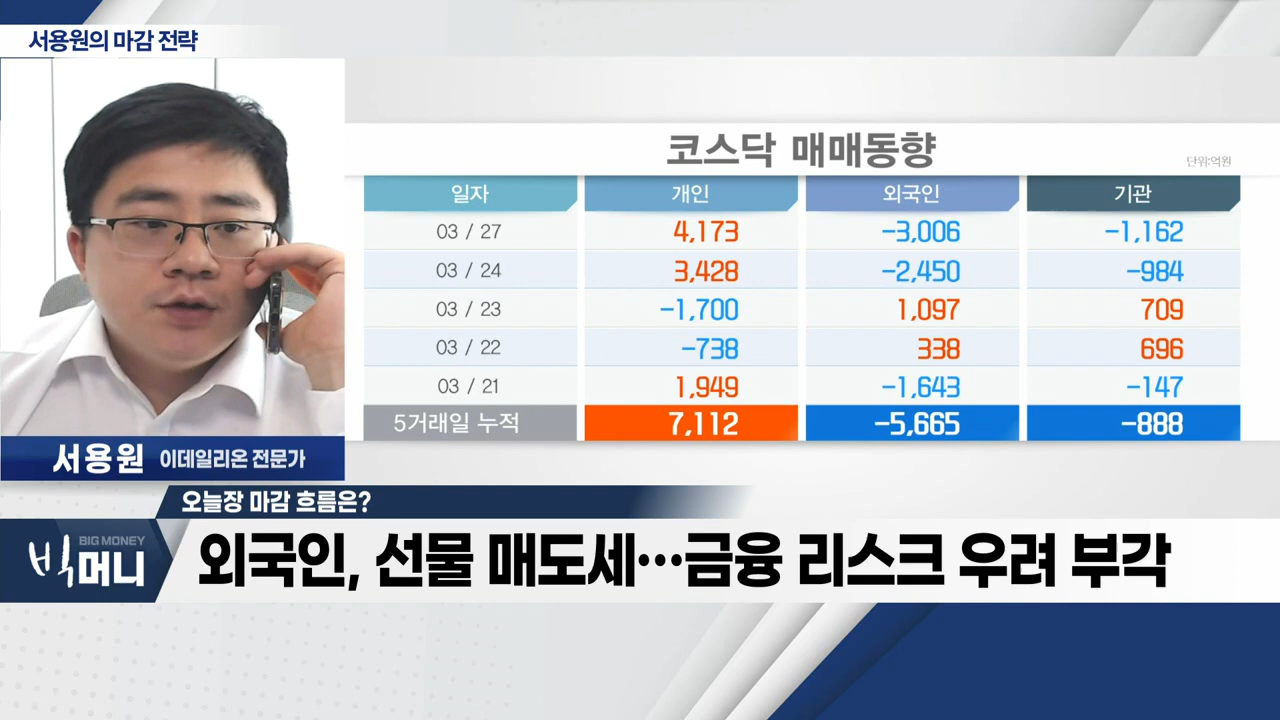 서용원의 마감 전략
코스닥 매매동향
단위:억원
일자 개인 외국인 기관
03 / 27 4,173 -3,006 -1,162
03 / 24 3,428 -2,450 -984
03 / 23 -1,700 1,097 709
03 / 22 -738 338 696
03 / 21 1,949 -1,643 -147
5거래일 누적 7,112 -5,665 -888
서용원 이데일리온 전문가
오늘장 마감 흐름은?
BIG MONEY
빅머니
외국인, 선물 매도세…금융 리스크 우려 부각